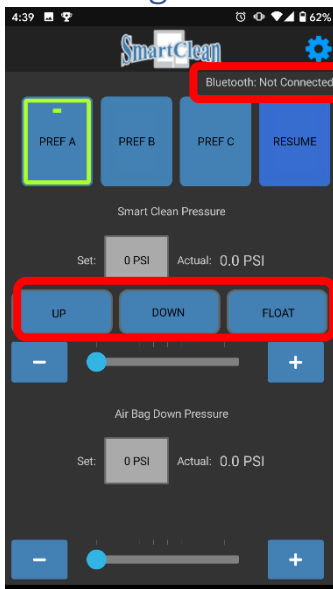 4:39 62%
SmartClean
Bluetooth: Not Connected
PREF A PREF B PREF C RESUME
Smart Clean Pressure
Set: 0 PSI Actual: 0.0 PSI
UP DOWN FLOAT
− +
Air Bag Down Pressure
Set: 0 PSI Actual: 0.0 PSI
− +